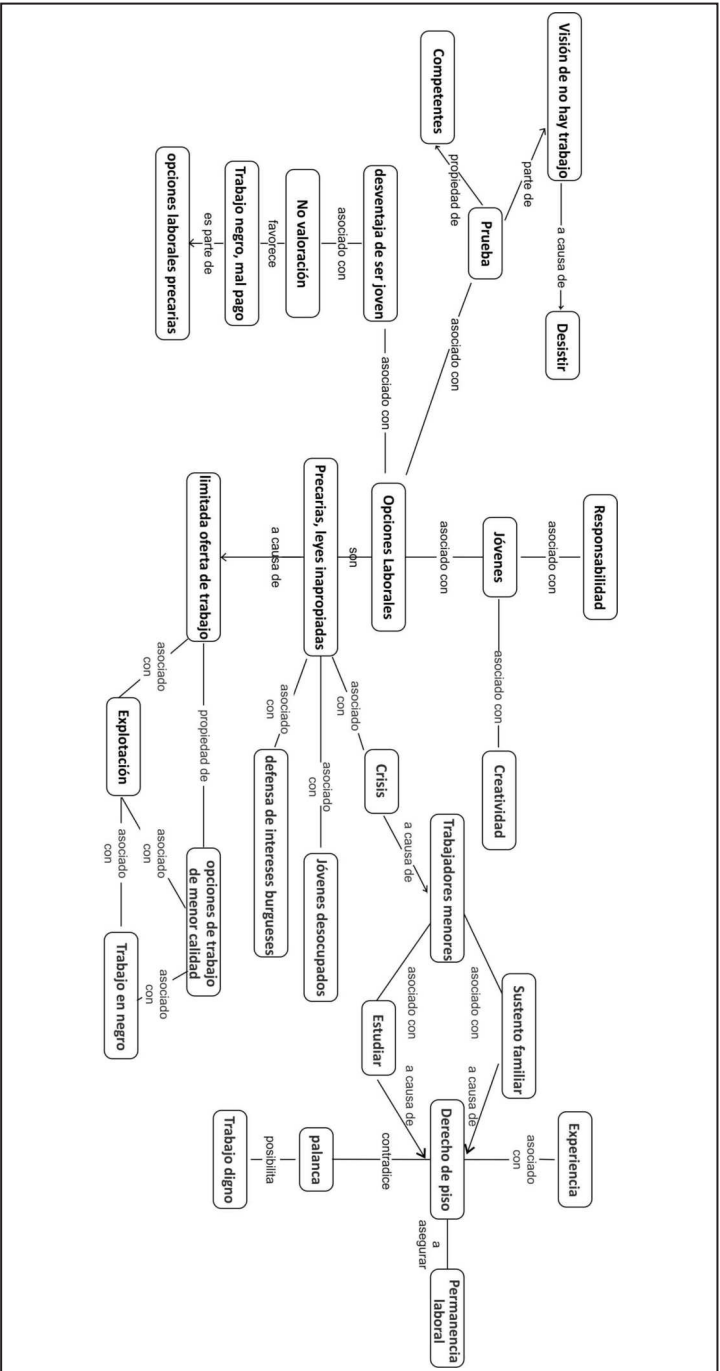 Visión de no hay trabajo
a causa de
Desistir
parte de
Prueba
propiedad de
Competentes
asociado con
desventaja de ser joven
asociado con
asociado con
No valoración
favorece
Trabajo negro, mal pago
es parte de
opciones laborales precarias
Responsabilidad
asociado con
Jóvenes
asociado con
Creatividad
asociado con
Opciones Laborales
son
Precarias, leyes inapropiadas
a causa de
limitada oferta de trabajo
asociado
con
Crisis
a causa de
asociado
con
Jóvenes desocupados
asociado
con
defensa de intereses burgueses
propiedad de
opciones de trabajo
de menor calidad
asociado
con
Explotación
asociado
con
asociado
con
asociado
con
Trabajo en negro
Trabajadores menores
asociado con
Sustento familiar
a causa de
asociado con
Estudiar
a causa de
Experiencia
asociado
con
Derecho de piso
a
asegurar
Permanencia
laboral
contradice
palanca
posibilita
Trabajo digno